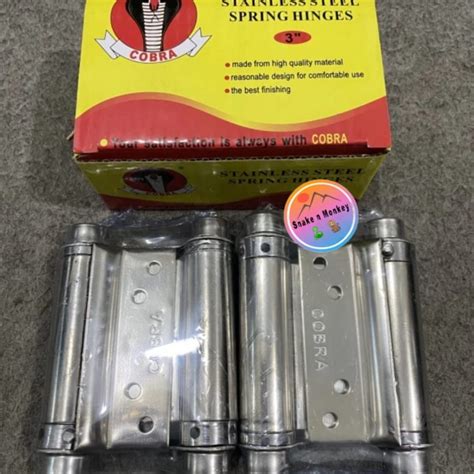 STAINLESS STEEL
SPRING HINGES
3"
COBRA
• made from high quality material
• reasonable design for comfortable use
• the best finishing
• Your satisfaction is always with COBRA
STAINLESS STEEL
SPRING HINGES
Snake n Monkey
COBRA
COBRA